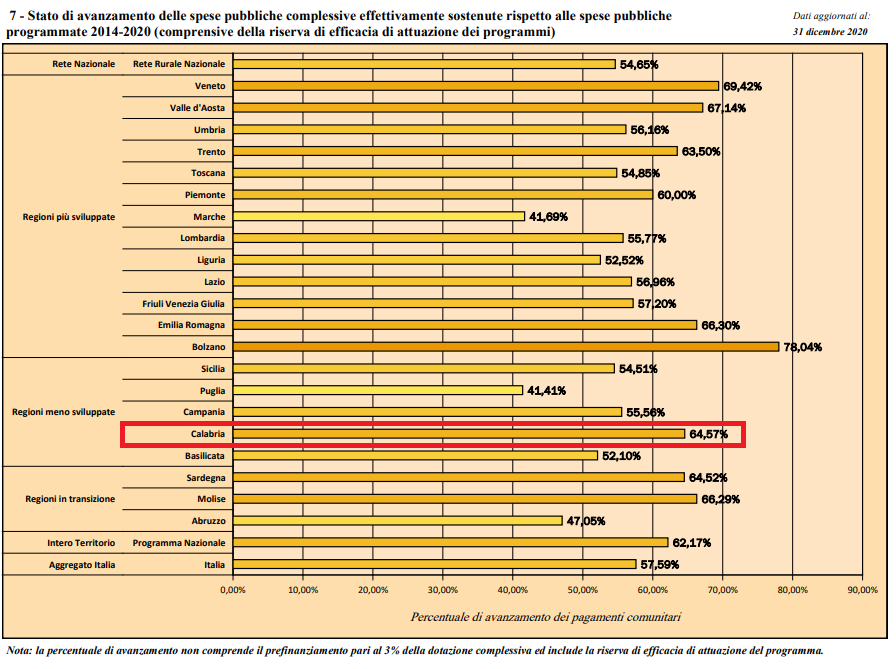 7 - Stato di avanzamento delle spese pubbliche complessive effettivamente sostenute rispetto alle spese pubbliche
programmate 2014-2020 (comprensive della riserva di efficacia di attuazione dei programmi)
Dati aggiornati al:
31 dicembre 2020
Rete Nazionale Rete Rurale Nazionale 54,65%
Veneto 69,42%
Valle d'Aosta 67,14%
Umbria 56,16%
Trento 63,50%
Toscana 54,85%
Piemonte 60,00%
Regioni più sviluppate Marche 41,69%
Lombardia 55,77%
Liguria 52,52%
Lazio 56,96%
Friuli Venezia Giulia 57,20%
Emilia Romagna 66,30%
Bolzano 78,04%
Sicilia 54,51%
Puglia 41,41%
Regioni meno sviluppate Campania 55,56%
Calabria 64,57%
Basilicata 52,10%
Sardegna 64,52%
Regioni in transizione Molise 66,29%
Abruzzo 47,05%
Intero Territorio Programma Nazionale 62,17%
Aggregato Italia Italia 57,59%
0,00% 10,00% 20,00% 30,00% 40,00% 50,00% 60,00% 70,00% 80,00% 90,00%
Percentuale di avanzamento dei pagamenti comunitari
Nota: la percentuale di avanzamento non comprende il prefinanziamento pari al 3% della dotazione complessiva ed include la riserva di efficacia di attuazione del programma.